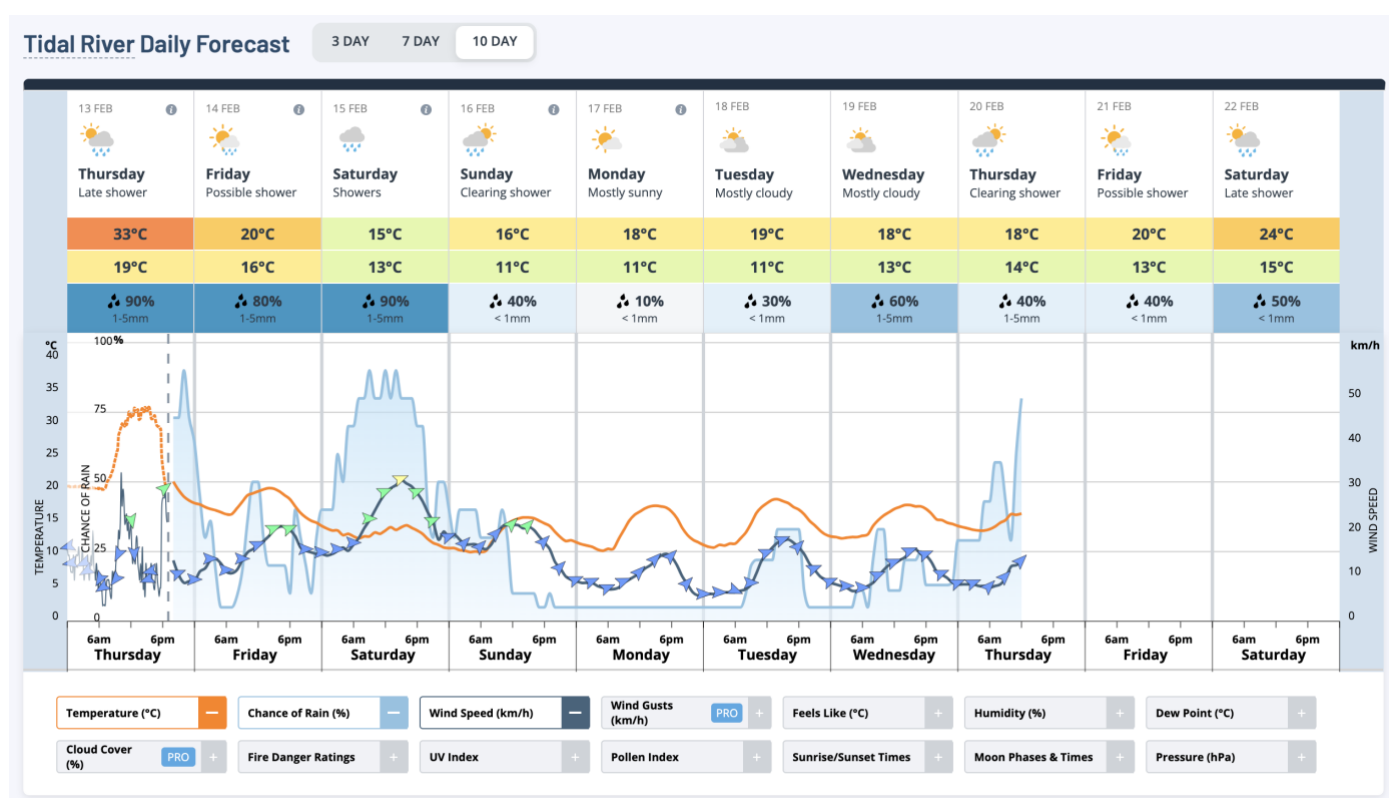 Tidal River Daily Forecast
3 DAY 7 DAY 10 DAY
13 FEB 14 FEB 15 FEB 16 FEB 17 FEB 18 FEB 19 FEB 20 FEB 21 FEB 22 FEB
Thursday Friday Saturday Sunday Monday Tuesday Wednesday Thursday Friday Saturday
Late shower Possible shower Showers Clearing shower Mostly sunny Mostly cloudy Mostly cloudy Clearing shower Possible shower Late shower
33°C 20°C 15°C 16°C 18°C 19°C 18°C 18°C 20°C 24°C
19°C 16°C 13°C 11°C 11°C 11°C 13°C 14°C 13°C 15°C
90% 80% 90% 40% 10% 30% 60% 40% 40% 50%
1-5mm 1-5mm 1-5mm < 1mm < 1mm < 1mm 1-5mm 1-5mm < 1mm < 1mm
°C 100% km/h
40
35
30
25
20
15
10
5
0
TEMPERATURE
75
50
25
0
CHANCE OF RAIN
50
40
30
20
10
0
WIND SPEED
6am 6pm 6am 6pm 6am 6pm 6am 6pm 6am 6pm 6am 6pm 6am 6pm 6am 6pm 6am 6pm 6am 6pm
Thursday Friday Saturday Sunday Monday Tuesday Wednesday Thursday Friday Saturday
Temperature (°C)
Chance of Rain (%)
Wind Speed (km/h)
Wind Gusts
(km/h) PRO
Feels Like (°C)
Humidity (%)
Dew Point (°C)
Cloud Cover
(%) PRO
Fire Danger Ratings
UV Index
Pollen Index
Sunrise/Sunset Times
Moon Phases & Times
Pressure (hPa)